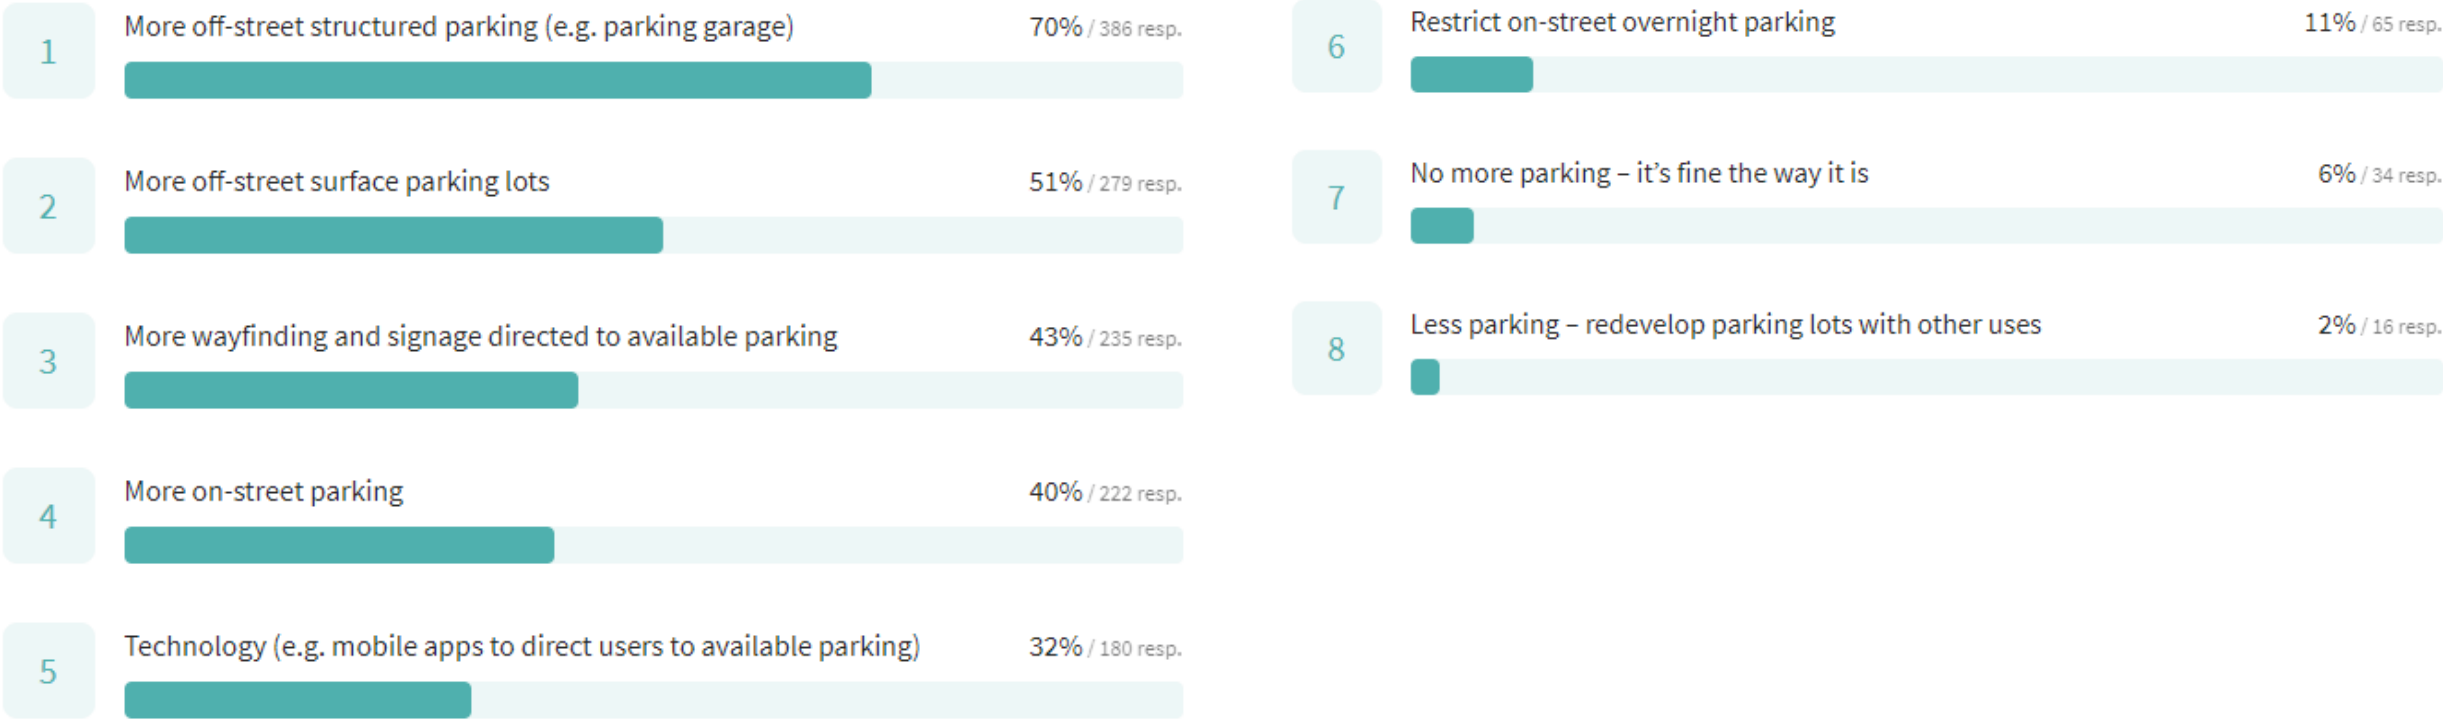 1
More off-street structured parking (e.g. parking garage)
70% / 386 resp.
2
More off-street surface parking lots
51% / 279 resp.
3
More wayfinding and signage directed to available parking
43% / 235 resp.
4
More on-street parking
40% / 222 resp.
5
Technology (e.g. mobile apps to direct users to available parking)
32% / 180 resp.
6
Restrict on-street overnight parking
11% / 65 resp.
7
No more parking – it’s fine the way it is
6% / 34 resp.
8
Less parking – redevelop parking lots with other uses
2% / 16 resp.